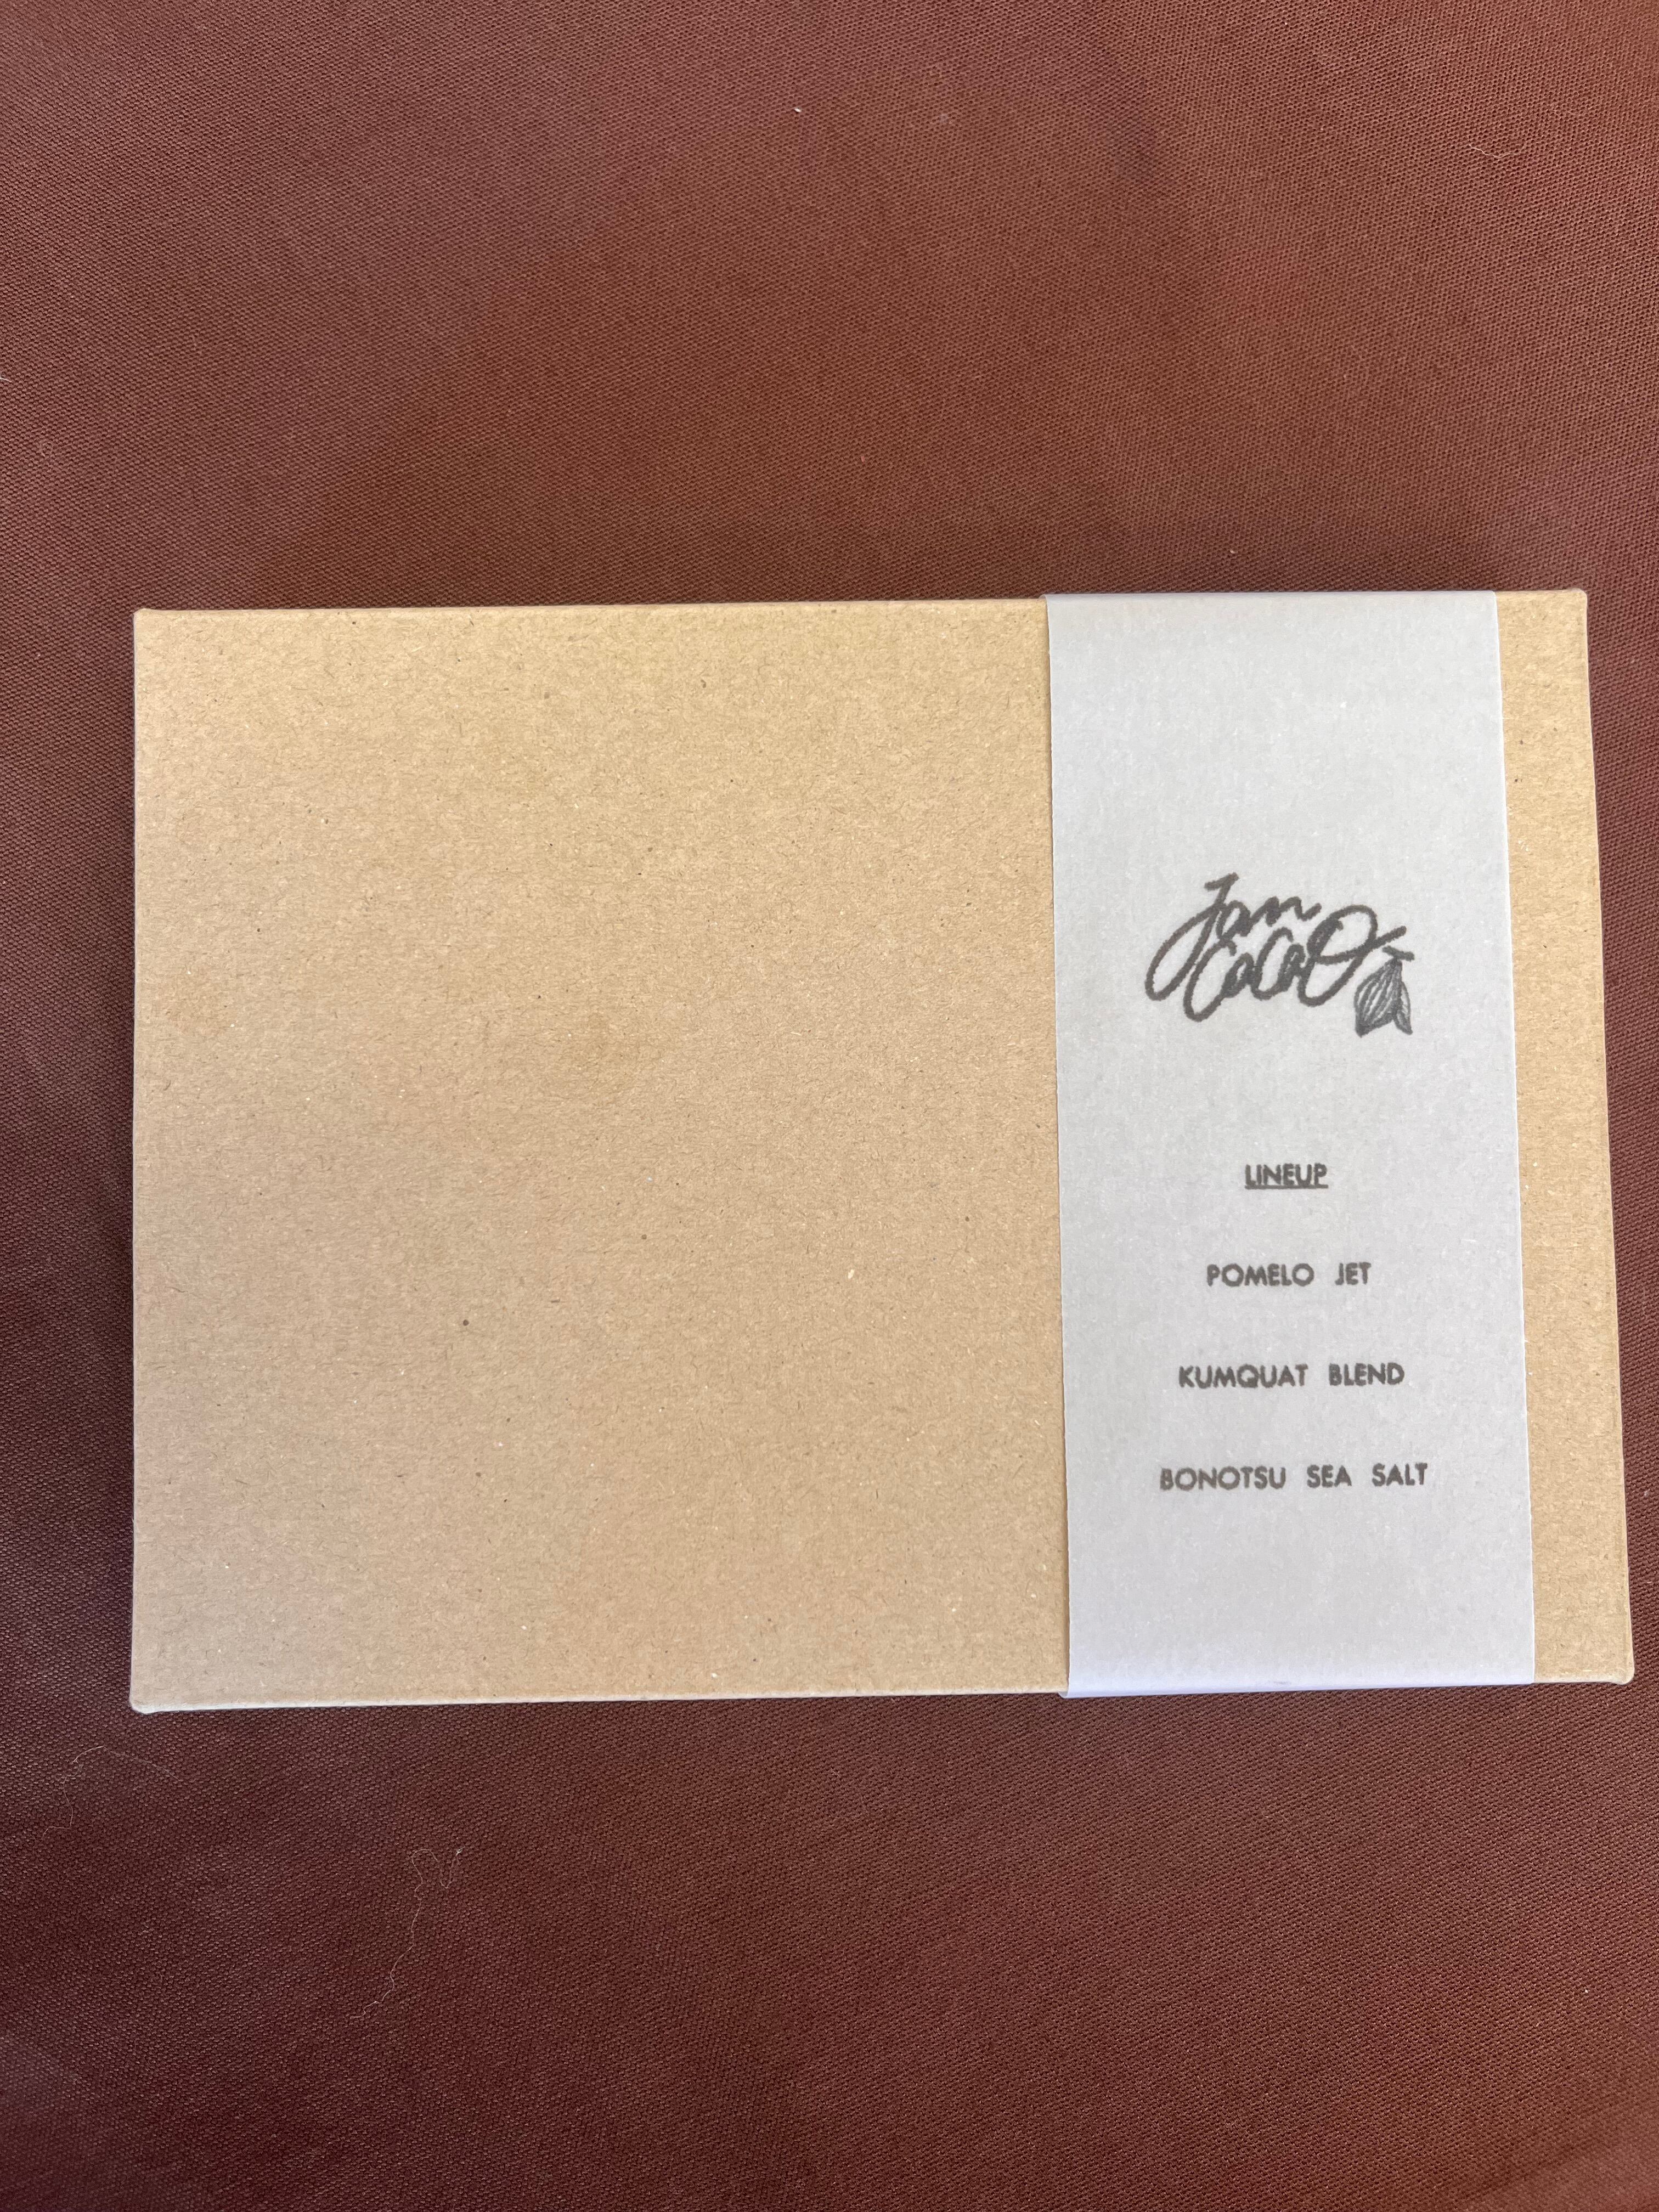 Jam
CaCaO
LINEUP
POMELO JET
KUMQUAT BLEND
BONOTSU SEA SALT